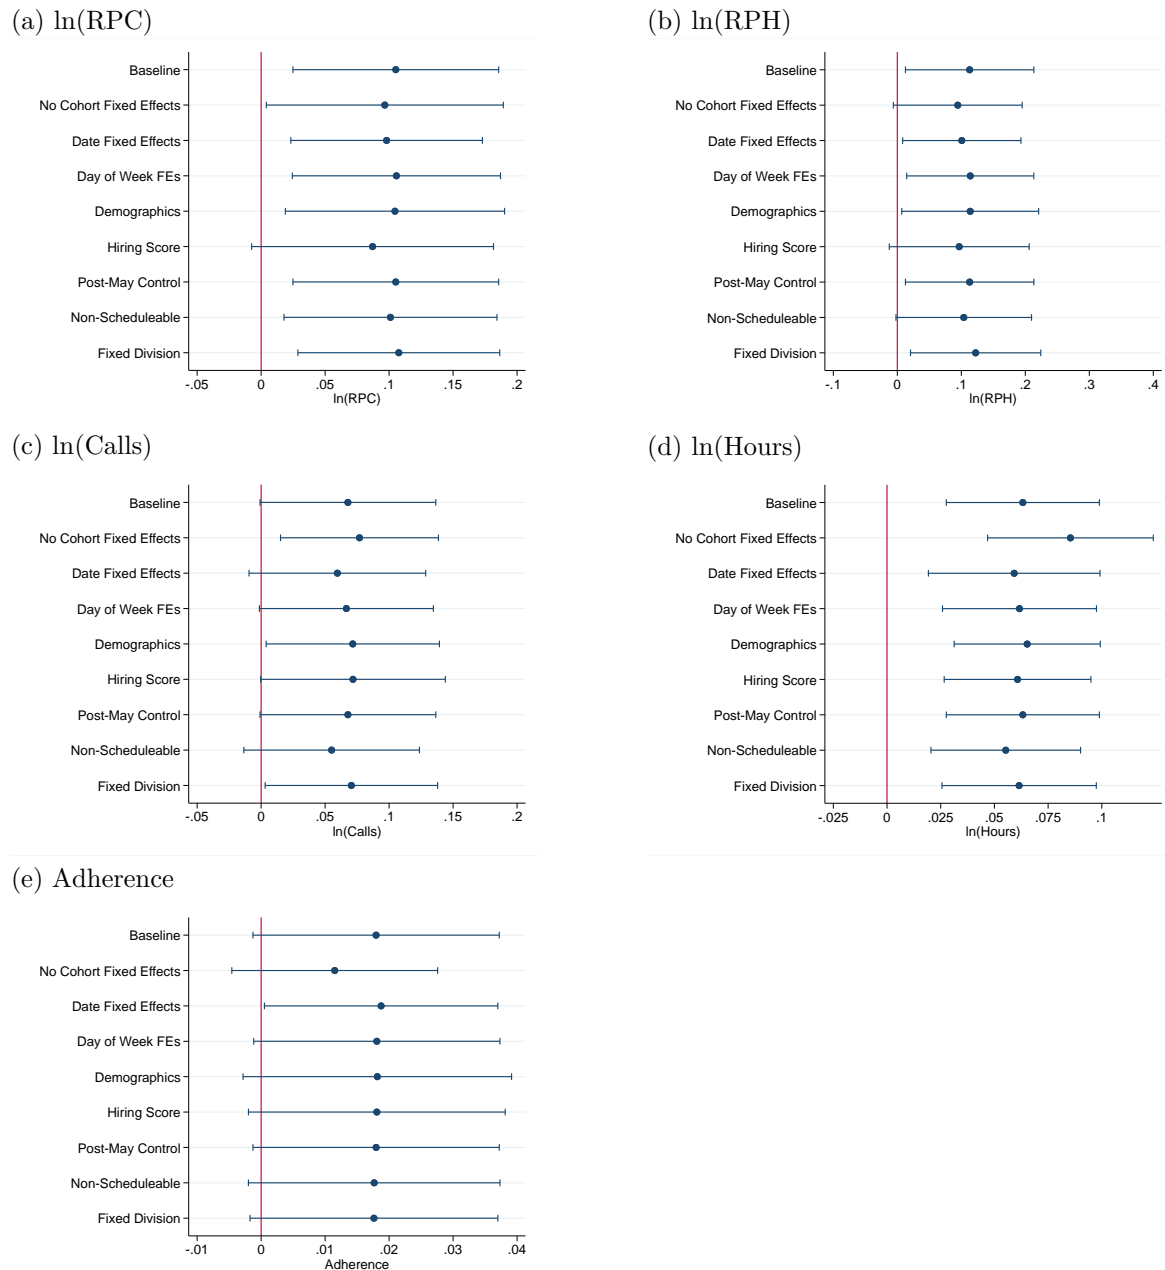 (a) ln(RPC)
Baseline
No Cohort Fixed Effects
Date Fixed Effects
Day of Week FEs
Demographics
Hiring Score
Post-May Control
Non-Scheduleable
Fixed Division
-.05 0 .05 .1 .15 .2
ln(RPC)
(b) ln(RPH)
Baseline
No Cohort Fixed Effects
Date Fixed Effects
Day of Week FEs
Demographics
Hiring Score
Post-May Control
Non-Scheduleable
Fixed Division
-.1 0 .1 .2 .3 .4
ln(RPH)
(c) ln(Calls)
Baseline
No Cohort Fixed Effects
Date Fixed Effects
Day of Week FEs
Demographics
Hiring Score
Post-May Control
Non-Scheduleable
Fixed Division
-.05 0 .05 .1 .15 .2
ln(Calls)
(d) ln(Hours)
Baseline
No Cohort Fixed Effects
Date Fixed Effects
Day of Week FEs
Demographics
Hiring Score
Post-May Control
Non-Scheduleable
Fixed Division
-.025 0 .025 .05 .075 .1
ln(Hours)
(e) Adherence
Baseline
No Cohort Fixed Effects
Date Fixed Effects
Day of Week FEs
Demographics
Hiring Score
Post-May Control
Non-Scheduleable
Fixed Division
-.01 0 .01 .02 .03 .04
Adherence